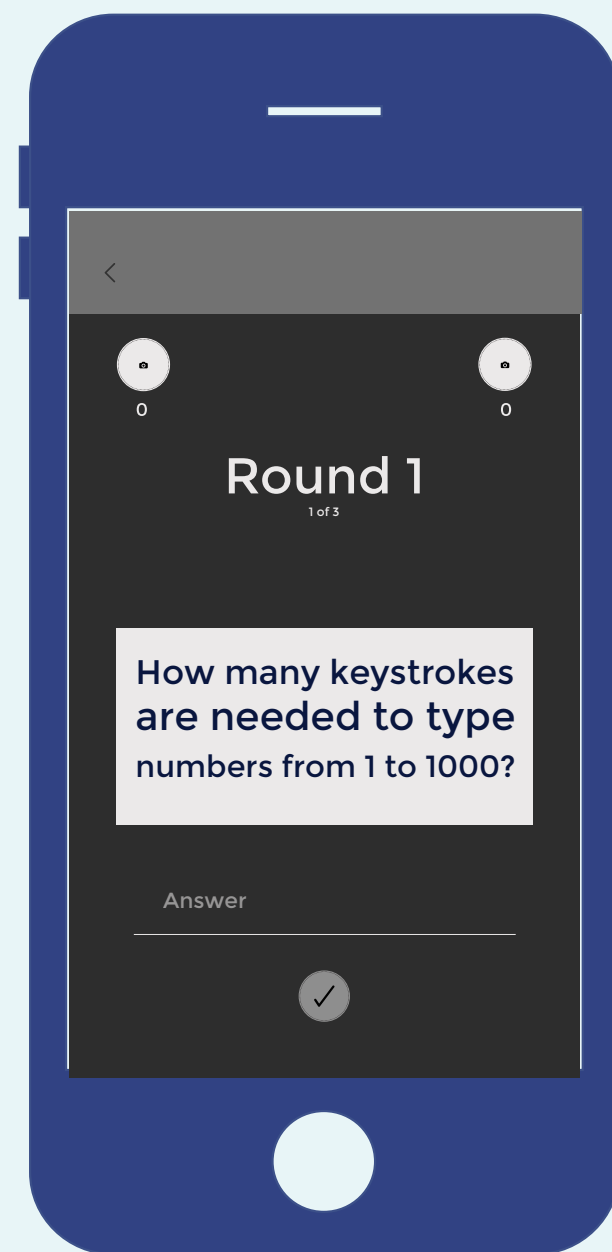 0 0
Round 1
1 of 3
How many keystrokes
are needed to type
numbers from 1 to 1000?
Answer